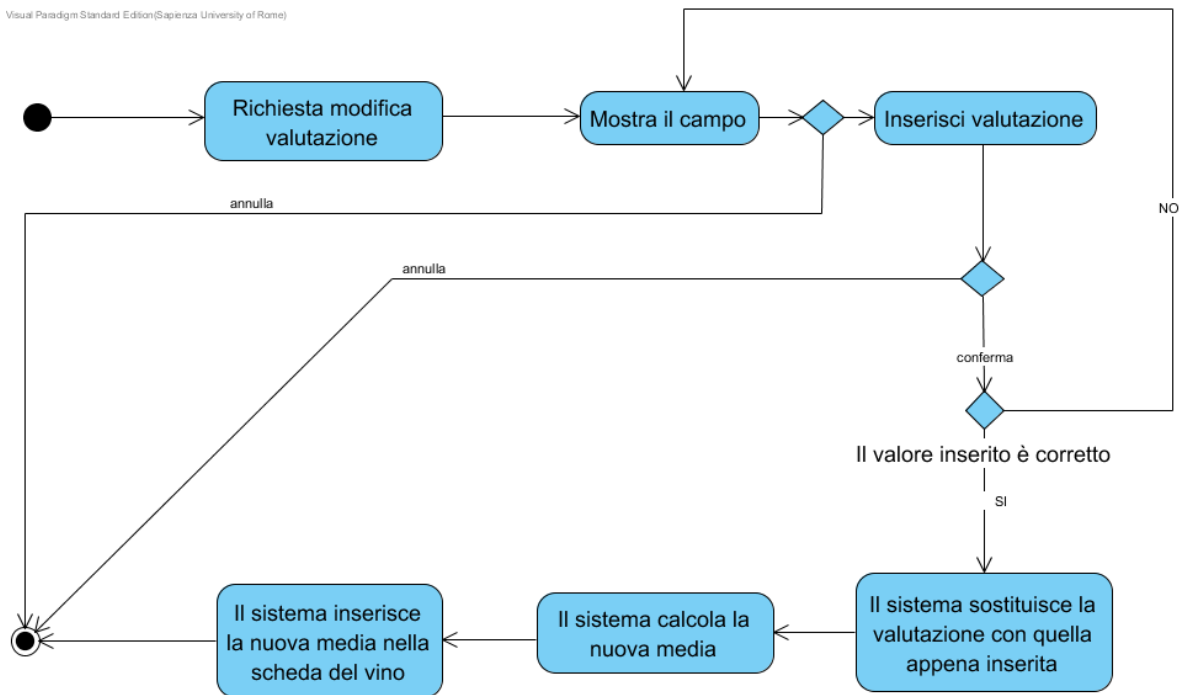 Visual Paradigm Standard Edition(Sapienza University of Rome)
Richiesta modifica
valutazione
Mostra il campo
Inserisci valutazione
annulla
NO
annulla
conferma
Il valore inserito è corretto
SI
Il sistema sostituisce la
valutazione con quella
appena inserita
Il sistema calcola la
nuova media
Il sistema inserisce
la nuova media nella
scheda del vino